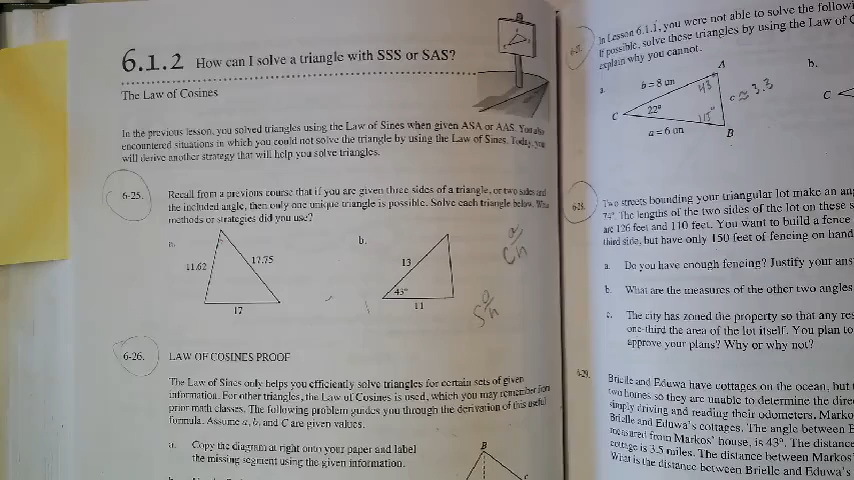 6.1.2 How can I solve a triangle with SSS or SAS?
The Law of Cosines
In the previous lesson, you solved triangles using the Law of Sines when given ASA or AAS. You also
encountered situations in which you could not solve the triangle by using the Law of Sines. Today, you
will derive another strategy that will help you solve triangles.
6-25. Recall from a previous course that if you are given three sides of a triangle, or two sides and
the included angle, then only one unique triangle is possible. Solve each triangle below. What
methods or strategies did you use?
a.
11.62
12.75
17
b.
13
45°
11
6-26. LAW OF COSINES PROOF
The Law of Sines only helps you efficiently solve triangles for certain sets of given
information. For other triangles, the Law of Cosines is used, which you may remember from
prior math classes. The following problem guides you through the derivation of this useful
formula. Assume a, b, and C are given values.
a. Copy the diagram at right onto your paper and label
the missing segment using the given information.
B
c
In Lesson 6.1.1, you were not able to solve the
If possible, solve these triangles by using the Law of
explain why you cannot.
a.
A
b = 8 cm
43
c ≈ 3.3
22°
C
a = 6 cm
B
b.
C
6-28. Two streets bounding your triangular lot make an
74°. The lengths of the two sides of the lot on these
are 126 feet and 110 feet. You want to build a fence
third side, but have only 150 feet of fencing on hand
a. Do you have enough fencing? Justify your
b. What are the measures of the other two angles
c. The city has zoned the property so that any
one-third the area of the lot itself. You plan to
approve your plans? Why or why not?
6-29. Brielle and Eduwa have cottages on the ocean, but
two homes so they are unable to determine the
simply driving and reading their odometers. Marko
Brielle and Eduwa's cottages. The angle between
measured from Markos' house, is 43°. The distance
cottage is 3.5 miles. The distance between Markos'
What is the distance between Brielle and Eduwa's